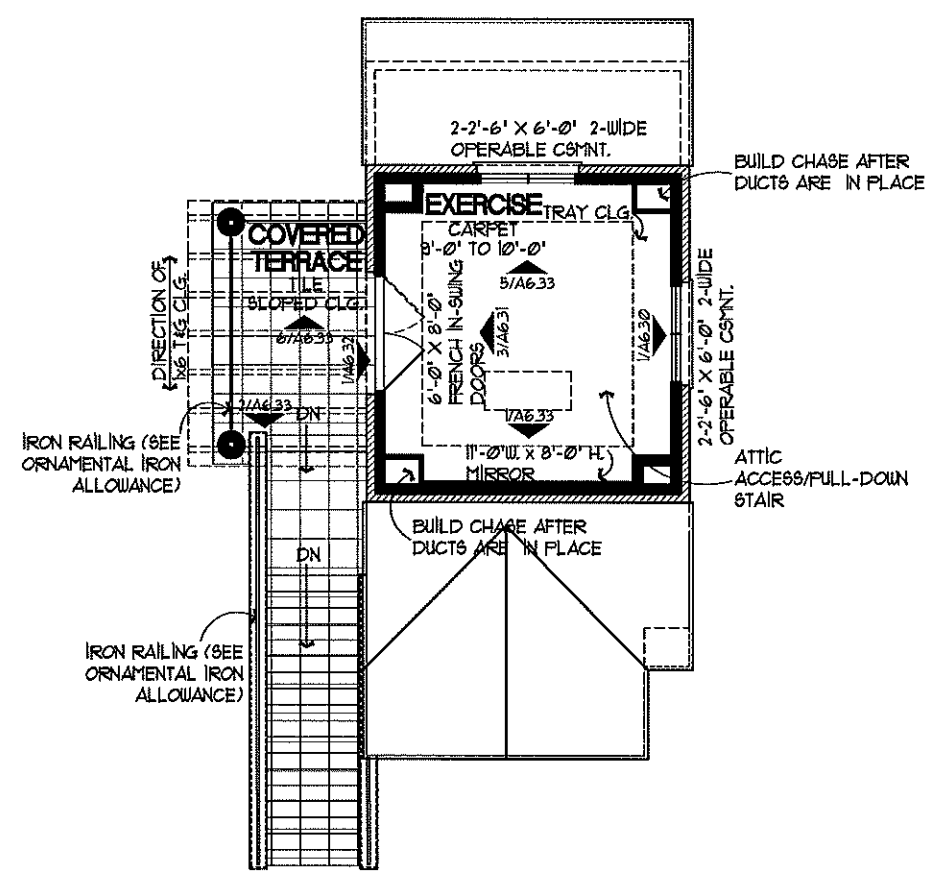 2-2'-6" X 6'-0" 2-WIDE
OPERABLE CSMNT.
BUILD CHASE AFTER
DUCTS ARE IN PLACE
EXERCISE
TRAY CLG.
CARPET
9'-0" TO 10'-0"
COVERED
TERRACE
TILE
SLOPED CLG.
DIRECTION OF
1X6 T&G CLG.
5/A6.33
6/A6.33
1/A6.32
6'-0" X 8'-0"
FRENCH IN-SWING
DOORS
3/A6.31
1/A6.30
2-2'-6" X 6'-0" 2-WIDE
OPERABLE CSMNT.
DN
1/A6.33
IRON RAILING (SEE
ORNAMENTAL IRON
ALLOWANCE)
11'-0" W. X 8'-0" H.
MIRROR
ATTIC
ACCESS/PULL-DOWN
STAIR
BUILD CHASE AFTER
DUCTS ARE IN PLACE
DN
IRON RAILING (SEE
ORNAMENTAL IRON
ALLOWANCE)